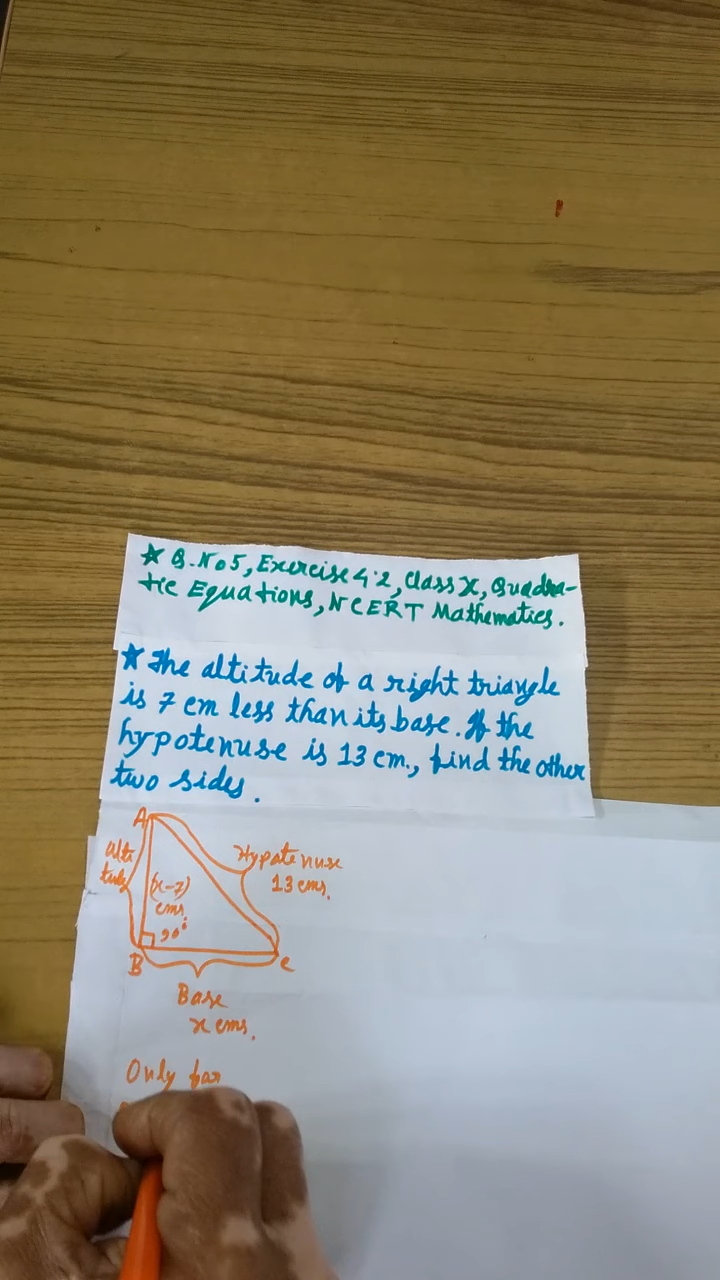 ★ Q. No 5, Exercise 4.2, Class X, Quadra-
tic Equations, NCERT Mathematics.
★ The altitude of a right triangle
is 7 cm less than its base. If the
hypotenuse is 13 cm., find the other
two sides.
A
Alti
tude
Hypotenuse
13 cms.
(x-7)
cms.
90°
B
C
Base
x cms.
Only for